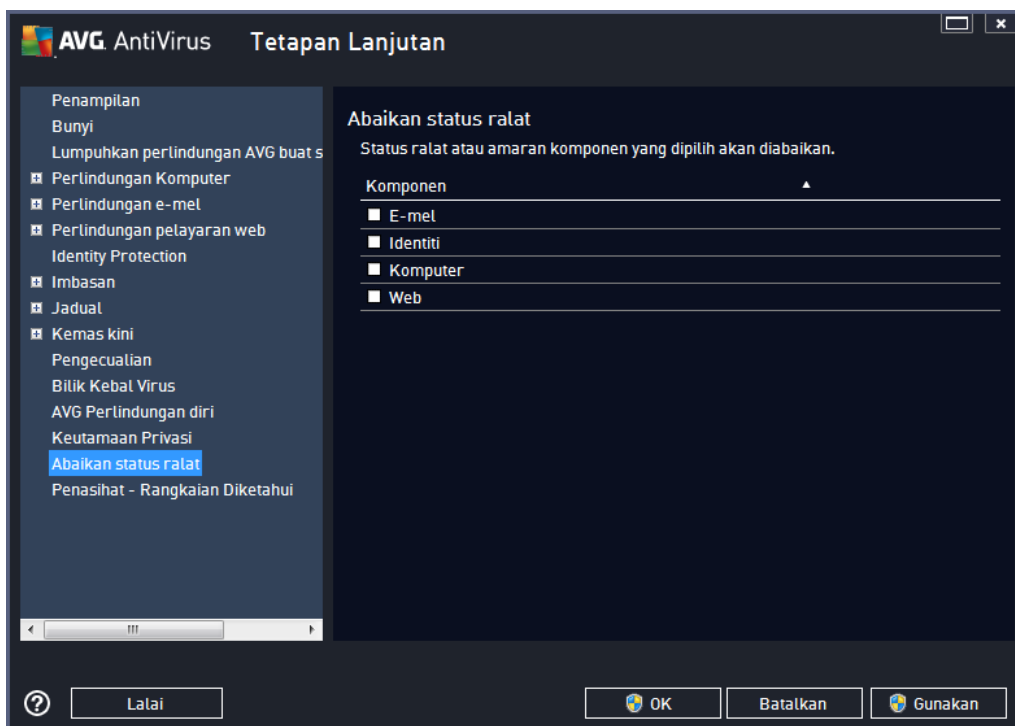 AVG AntiVirus Tetapan Lanjutan
Penampilan
Bunyi
Lumpuhkan perlindungan AVG buat s
Perlindungan Komputer
Perlindungan e-mel
Perlindungan pelayaran web
Identity Protection
Imbasan
Jadual
Kemas kini
Pengecualian
Bilik Kebal Virus
AVG Perlindungan diri
Keutamaan Privasi
Abaikan status ralat
Penasihat - Rangkaian Diketahui
Abaikan status ralat
Status ralat atau amaran komponen yang dipilih akan diabaikan.
Komponen
E-mel
Identiti
Komputer
Web
Lalai
OK
Batalkan
Gunakan